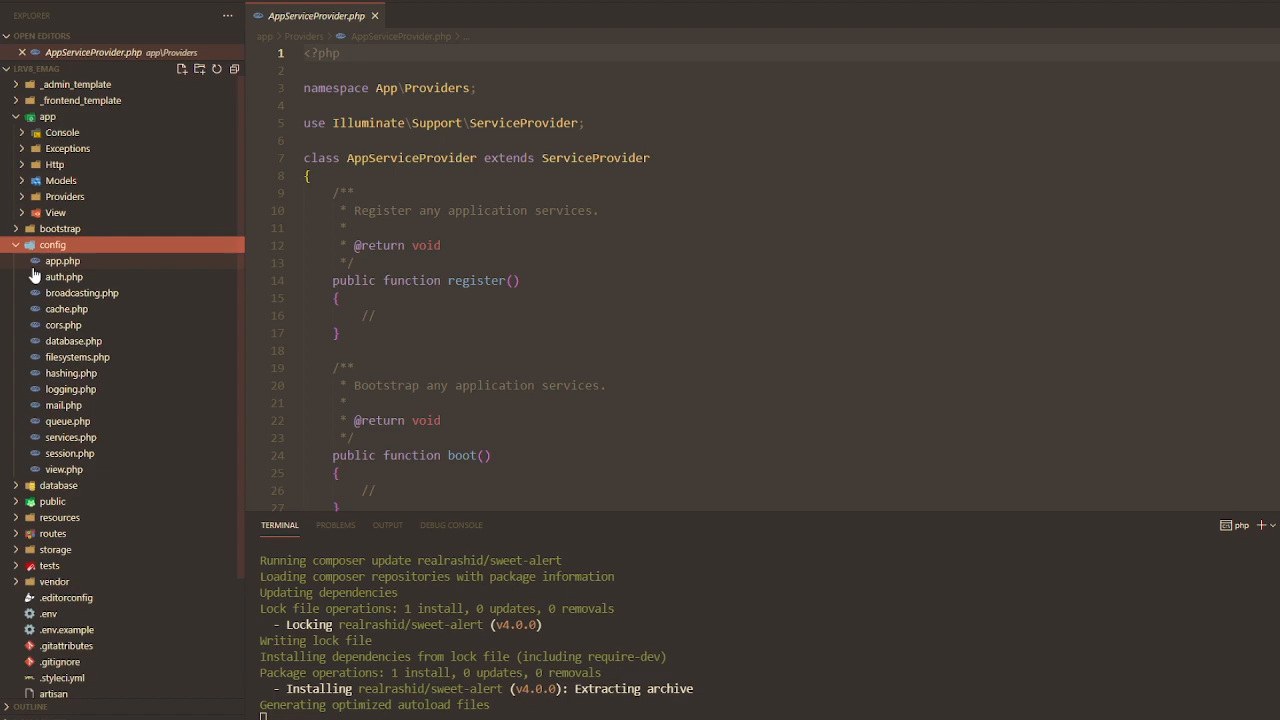 EXPLORER
OPEN EDITORS
AppServiceProvider.php app\Providers
LRV8_EMAG
_admin_template
_frontend_template
app
Console
Exceptions
Http
Models
Providers
View
bootstrap
config
app.php
auth.php
broadcasting.php
cache.php
cors.php
database.php
filesystems.php
hashing.php
logging.php
mail.php
queue.php
services.php
session.php
view.php
database
public
resources
routes
storage
tests
vendor
.editorconfig
.env
.env.example
.gitattributes
.gitignore
.styleci.yml
artisan
OUTLINE
AppServiceProvider.php
app > Providers > AppServiceProvider.php > ...
1 <?php
2
3 namespace App\Providers;
4
5 use Illuminate\Support\ServiceProvider;
6
7 class AppServiceProvider extends ServiceProvider
8 {
9 /**
10 * Register any application services.
11 *
12 * @return void
13 */
14 public function register()
15 {
16 //
17 }
18
19 /**
20 * Bootstrap any application services.
21 *
22 * @return void
23 */
24 public function boot()
25 {
26 //
27 }
TERMINAL PROBLEMS OUTPUT DEBUG CONSOLE php
Running composer update realrashid/sweet-alert
Loading composer repositories with package information
Updating dependencies
Lock file operations: 1 install, 0 updates, 0 removals
- Locking realrashid/sweet-alert (v4.0.0)
Writing lock file
Installing dependencies from lock file (including require-dev)
Package operations: 1 install, 0 updates, 0 removals
- Installing realrashid/sweet-alert (v4.0.0): Extracting archive
Generating optimized autoload files